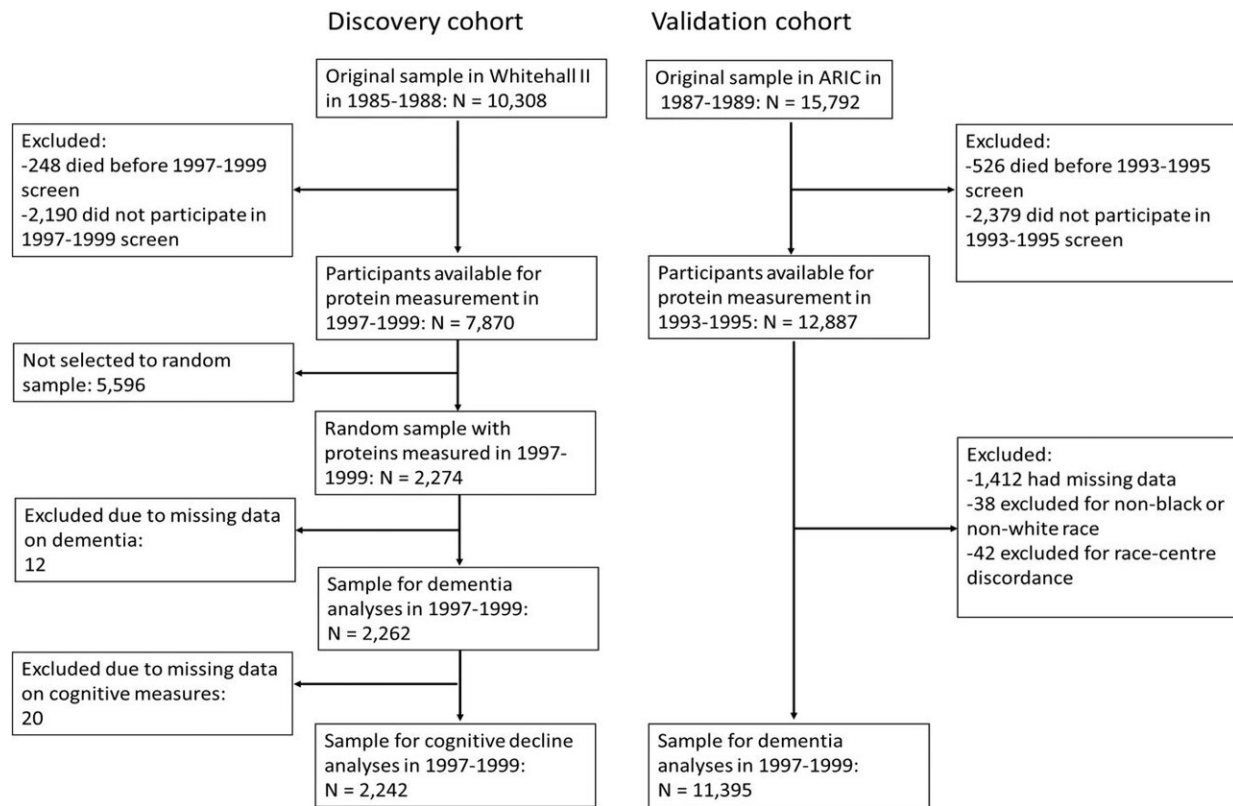 Discovery cohort
Validation cohort
Original sample in Whitehall II
in 1985-1988: N = 10,308
Original sample in ARIC in
1987-1989: N = 15,792
Excluded:
-248 died before 1997-1999
screen
-2,190 did not participate in
1997-1999 screen
Excluded:
-526 died before 1993-1995
screen
-2,379 did not participate in
1993-1995 screen
Participants available for
protein measurement in
1997-1999: N = 7,870
Participants available for
protein measurement in
1993-1995: N = 12,887
Not selected to random
sample: 5,596
Random sample with
proteins measured in 1997-
1999: N = 2,274
Excluded:
-1,412 had missing data
-38 excluded for non-black or
non-white race
-42 excluded for race-centre
discordance
Excluded due to missing data on
dementia:
12
Sample for dementia
analyses in 1997-1999:
N = 2,262
Excluded due to missing data
on cognitive measures:
20
Sample for cognitive decline
analyses in 1997-1999:
N = 2,242
Sample for dementia
analyses in 1997-1999:
N = 11,395